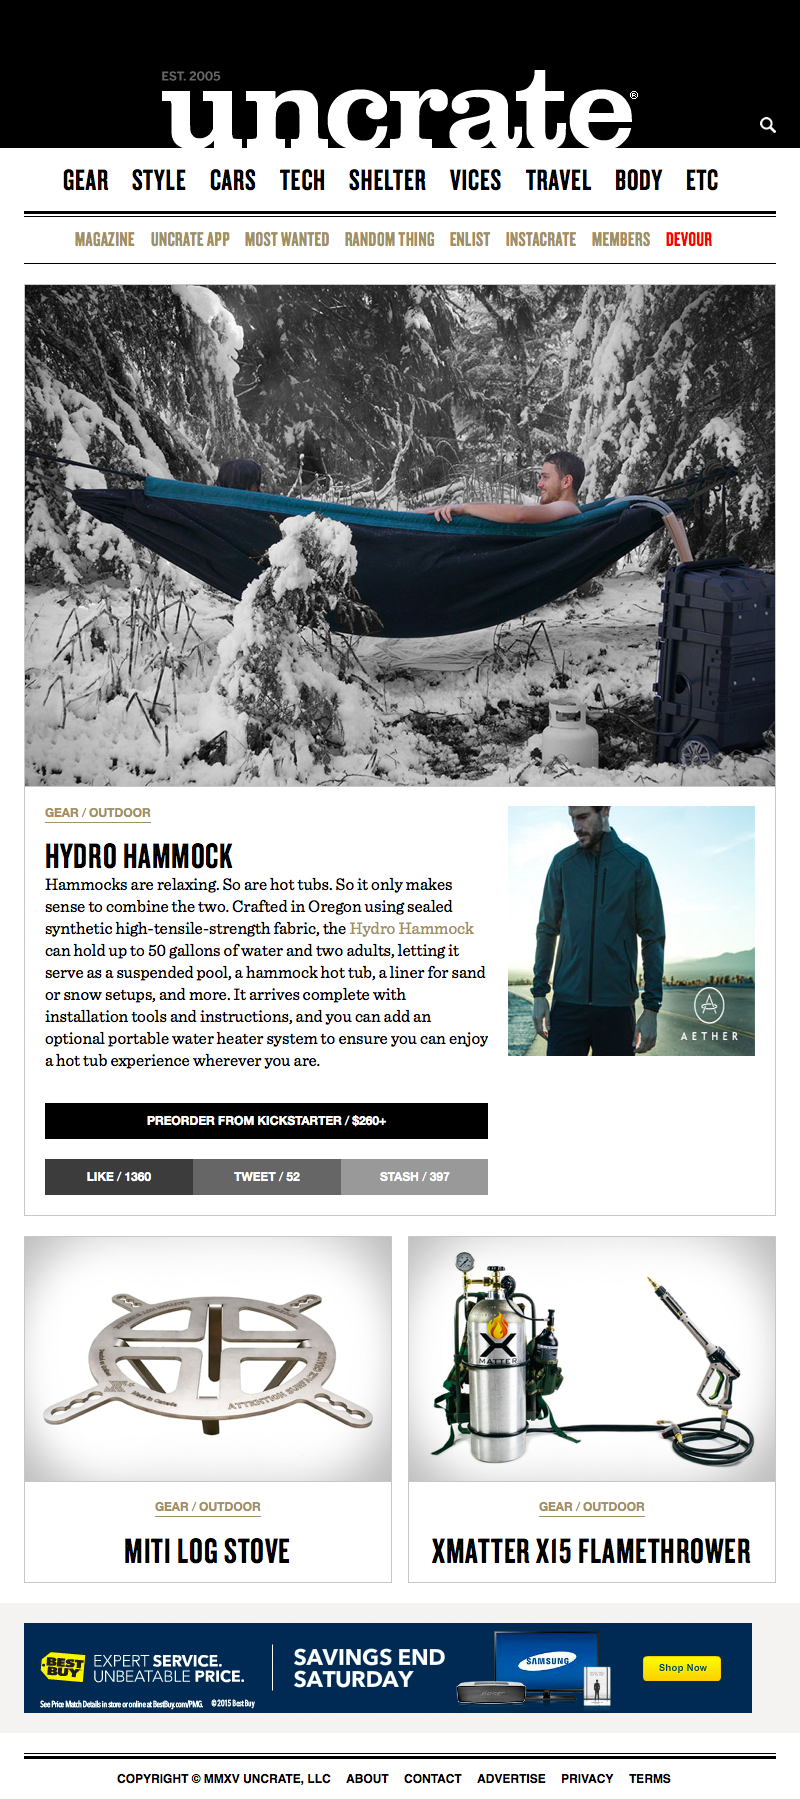 EST. 2005
uncrate®
GEAR STYLE CARS TECH SHELTER VICES TRAVEL BODY ETC
MAGAZINE UNCRATE APP MOST WANTED RANDOM THING ENLIST INSTACRATE MEMBERS DEVOUR
GEAR / OUTDOOR
HYDRO HAMMOCK
Hammocks are relaxing. So are hot tubs. So it only makes
sense to combine the two. Crafted in Oregon using sealed
synthetic high-tensile-strength fabric, the Hydro Hammock
can hold up to 50 gallons of water and two adults, letting it
serve as a suspended pool, a hammock hot tub, a liner for sand
or snow setups, and more. It arrives complete with
installation tools and instructions, and you can add an
optional portable water heater system to ensure you can enjoy
a hot tub experience wherever you are.
AETHER
PREORDER FROM KICKSTARTER / $260+
LIKE / 1360 TWEET / 52 STASH / 397
ATTENTION SURFACE CHAUDE
Made in Canada
X MATTER
GEAR / OUTDOOR
MITI LOG STOVE
GEAR / OUTDOOR
XMATTER X15 FLAMETHROWER
BEST BUY
EXPERT SERVICE.
UNBEATABLE PRICE.
SAVINGS END
SATURDAY
SAMSUNG
Shop Now
See Price Match Details in store or online at BestBuy.com/PMG. © 2015 Best Buy
COPYRIGHT © MMXV UNCRATE, LLC ABOUT CONTACT ADVERTISE PRIVACY TERMS